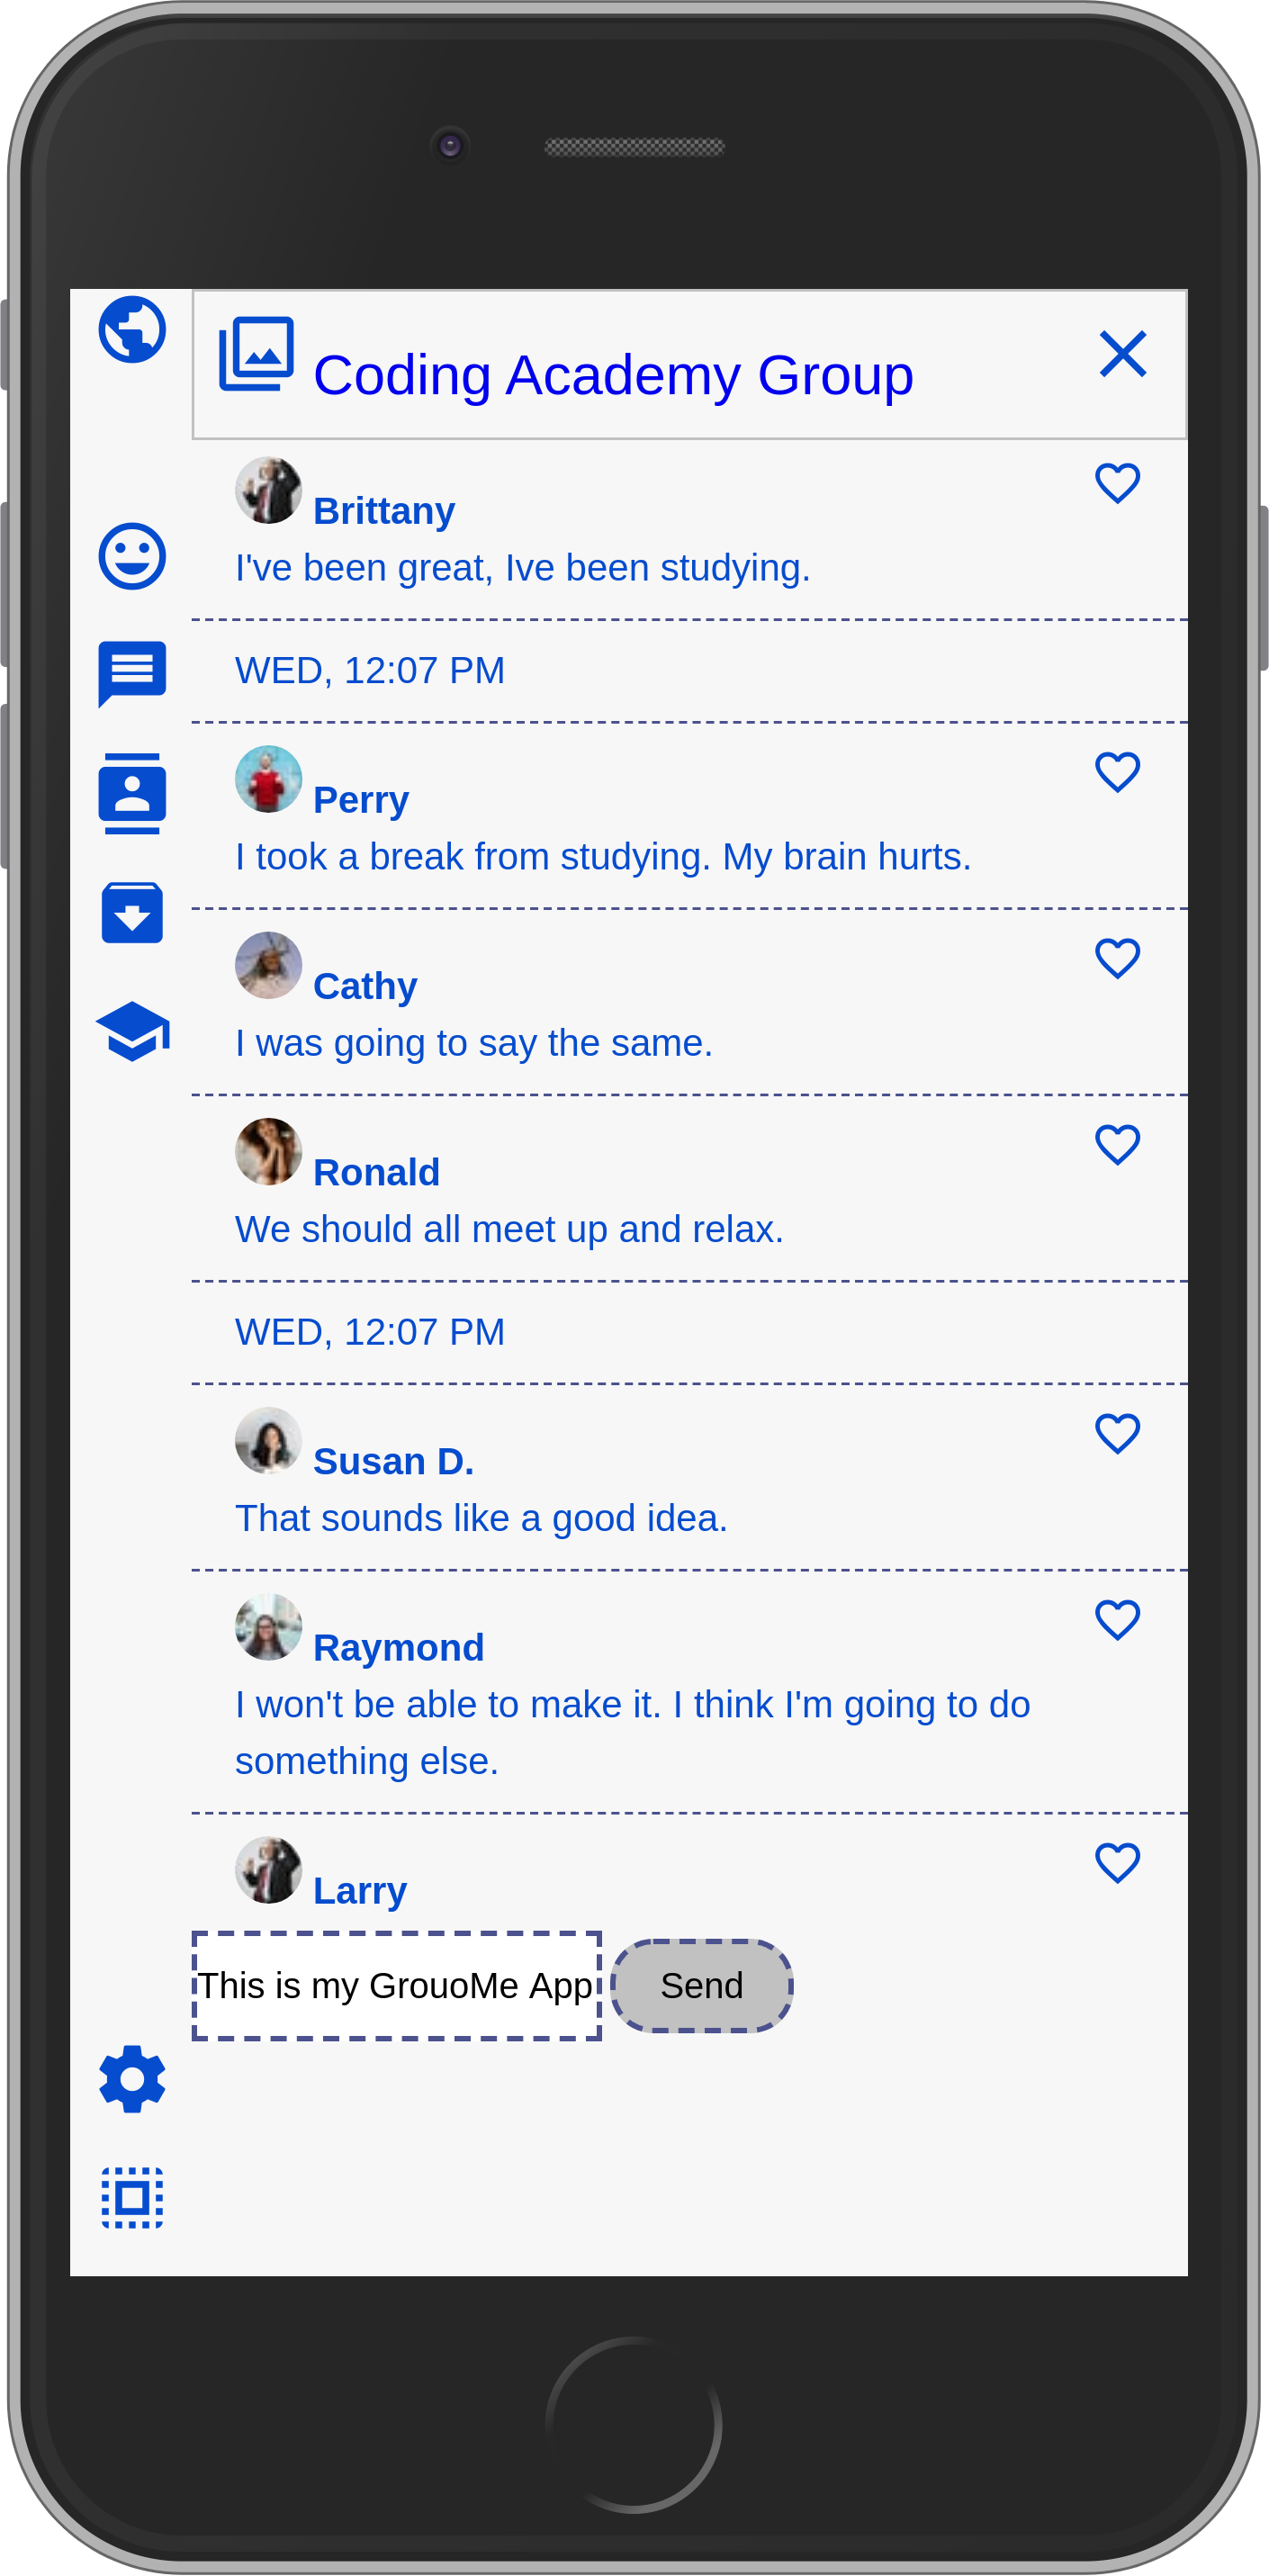 Coding Academy Group
Brittany
I've been great, Ive been studying.
WED, 12:07 PM
Perry
I took a break from studying. My brain hurts.
Cathy
I was going to say the same.
Ronald
We should all meet up and relax.
WED, 12:07 PM
Susan D.
That sounds like a good idea.
Raymond
I won't be able to make it. I think I'm going to do
something else.
Larry
This is my GrouoMe App
Send